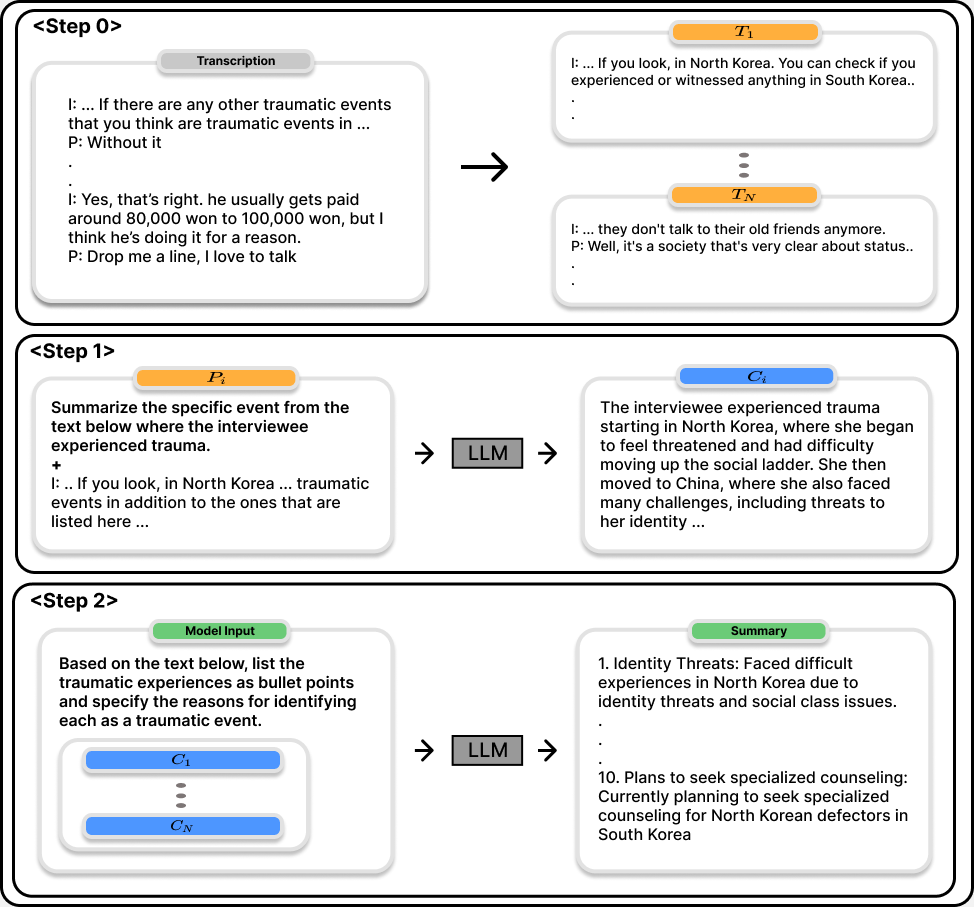 <Step 0>
Transcription
I: ... If there are any other traumatic events
that you think are traumatic events in ...
P: Without it
.
.
I: Yes, that’s right. he usually gets paid
around 80,000 won to 100,000 won, but I
think he’s doing it for a reason.
P: Drop me a line, I love to talk
T₁
I: ... If you look, in North Korea. You can check if you
experienced or witnessed anything in South Korea..
.
.
T_N
I: ... they don't talk to their old friends anymore.
P: Well, it's a society that's very clear about status..
.
.
<Step 1>
P_i
Summarize the specific event from the
text below where the interviewee
experienced trauma.
+
I: .. If you look, in North Korea ... traumatic
events in addition to the ones that are
listed here ...
LLM
C_i
The interviewee experienced trauma
starting in North Korea, where she began
to feel threatened and had difficulty
moving up the social ladder. She then
moved to China, where she also faced
many challenges, including threats to
her identity ...
<Step 2>
Model Input
Based on the text below, list the
traumatic experiences as bullet points
and specify the reasons for identifying
each as a traumatic event.
C₁
C_N
LLM
Summary
1. Identity Threats: Faced difficult
experiences in North Korea due to
identity threats and social class issues.
.
.
.
10. Plans to seek specialized counseling:
Currently planning to seek specialized
counseling for North Korean defectors in
South Korea